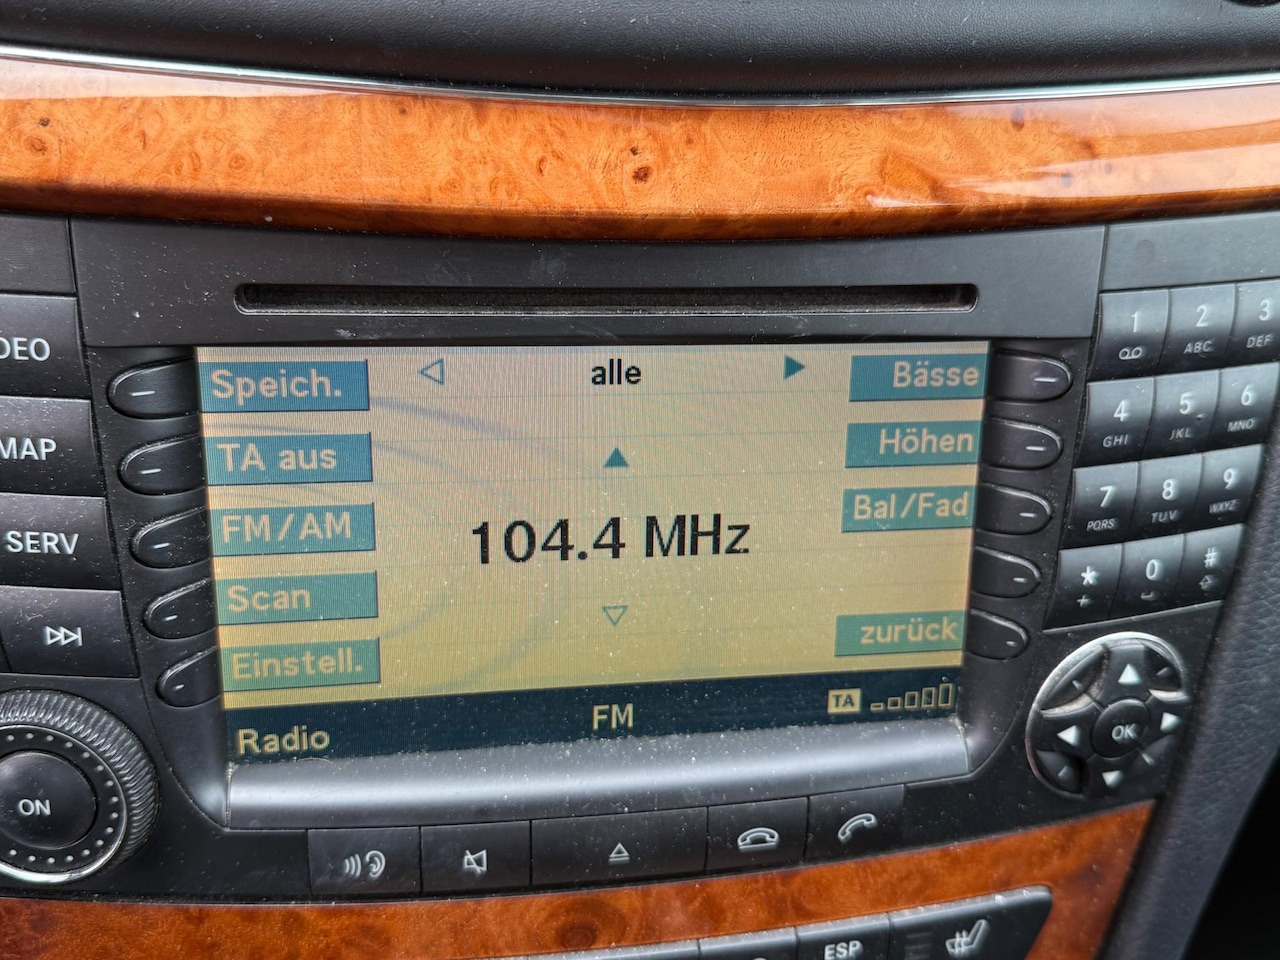 DEO
MAP
SERV
ON
Speich.
TA aus
FM/AM
Scan
Einstell.
alle
104.4 MHz
Bässe
Höhen
Bal/Fad
zurück
Radio
FM
TA
1
2 ABC
3 DEF
4 GHI
5 JKL
6 MNO
7 PQRS
8 TUV
9 WXYZ
* +
0
#
OK
ESP